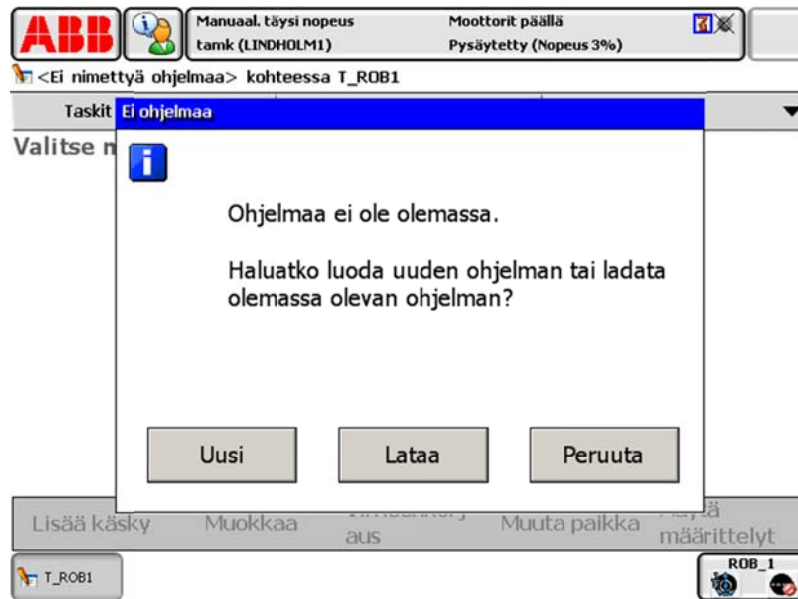 ABB
Manuaal. täysi nopeus
tamk (LINDHOLM1)
Moottorit päällä
Pysäytetty (Nopeus 3%)
<Ei nimettyä ohjelmaa> kohteessa T_ROB1
Taskit
Ei ohjelmaa
Valitse
Ohjelmaa ei ole olemassa.
Haluatko luoda uuden ohjelman tai ladata
olemassa olevan ohjelman?
Uusi
Lataa
Peruuta
Lisää käsky
Muokkaa
aus
Muuta paikka
määrittelyt
T_ROB1
ROB_1